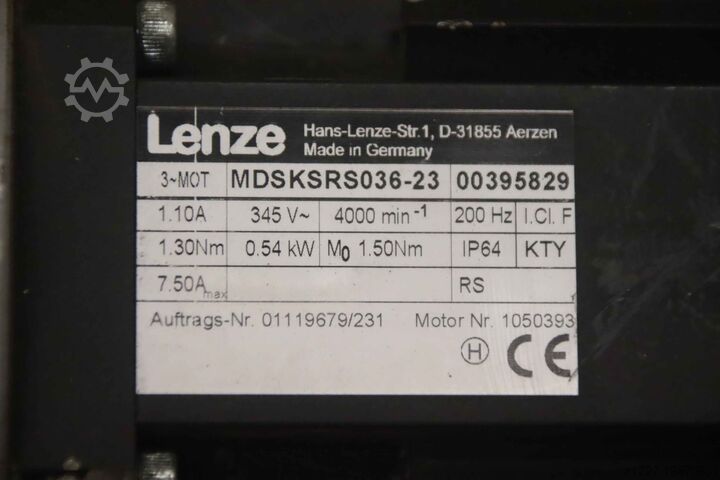 Lenze Hans-Lenze-Str.1, D-31855 Aerzen
Made in Germany
3~MOT MDSKSRS036-23 00395829
1.10A 345 V~ 4000 min-1 200 Hz I.Cl. F
1.30Nm 0.54 kW M0 1.50Nm IP64 KTY
7.50Amax RS
Auftrags-Nr. 01119679/231 Motor Nr. 1050393
H CE